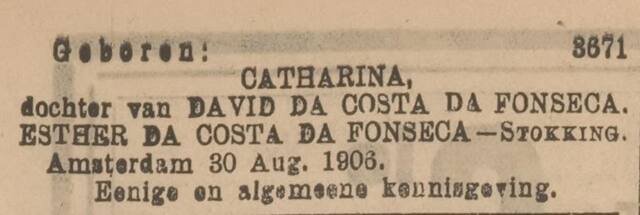 Geboren: 3671
CATHARINA,
dochter van DAVID DA COSTA DA FONSECA.
ESTHER DA COSTA DA FONSECA—STOKKING.
Amsterdam 30 Aug. 1906.
Eenige en algemeene kennisgeving.